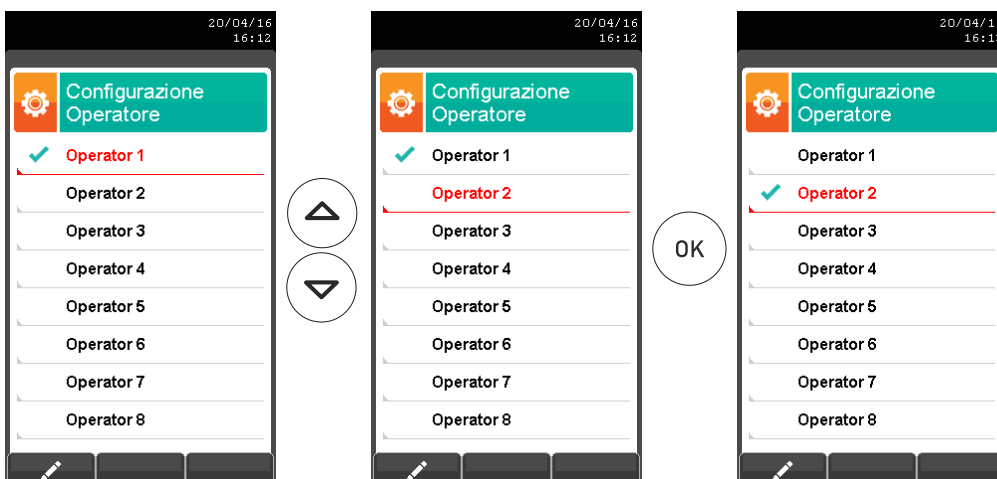 20/04/16
16:12
Configurazione
Operatore
Operator 1
Operator 2
Operator 3
Operator 4
Operator 5
Operator 6
Operator 7
Operator 8
20/04/16
16:12
Configurazione
Operatore
Operator 1
Operator 2
Operator 3
Operator 4
Operator 5
Operator 6
Operator 7
Operator 8
OK
20/04/1
16:1
Configurazione
Operatore
Operator 1
Operator 2
Operator 3
Operator 4
Operator 5
Operator 6
Operator 7
Operator 8